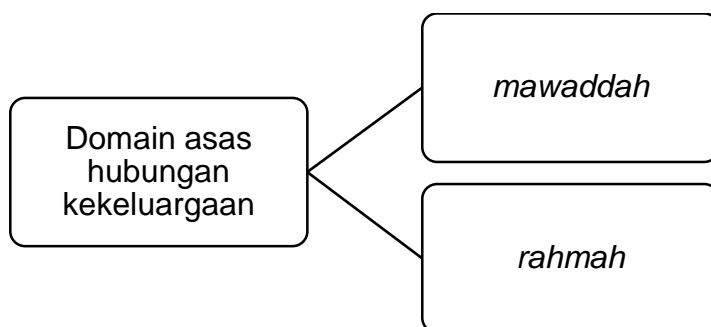 Domain asas
hubungan
kekeluargaan
mawaddah
rahmah